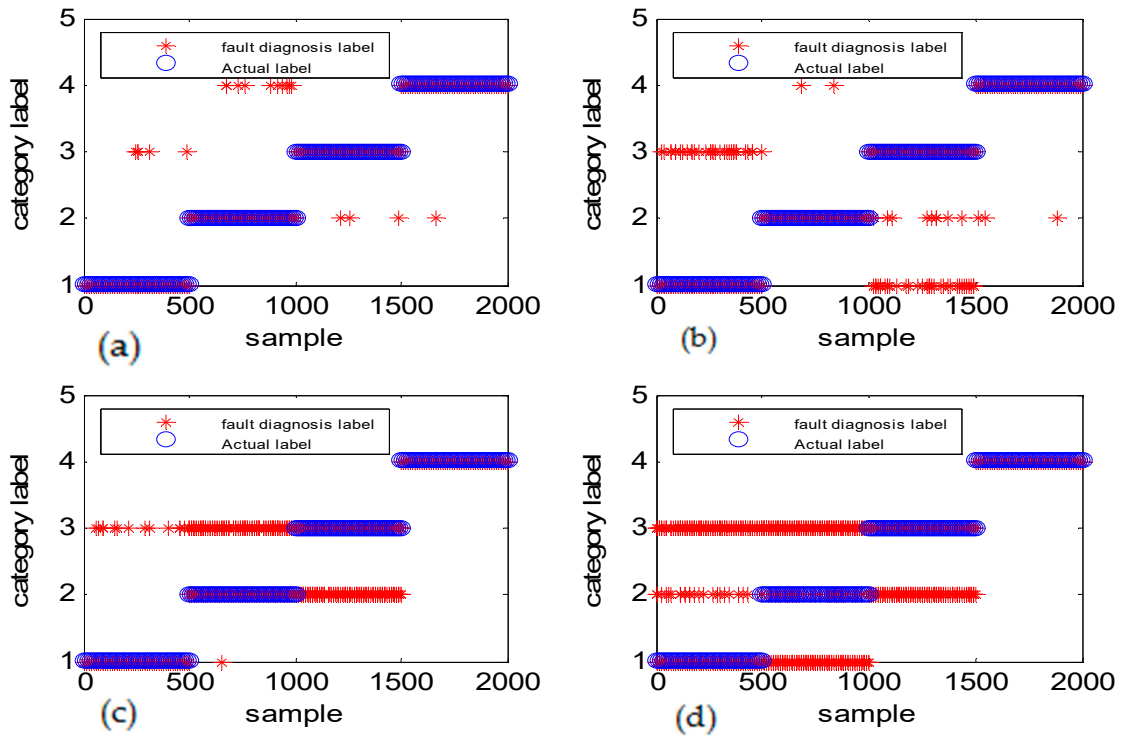 5
4
3
2
1
category label
fault diagnosis label
Actual label
0 500 1000 1500 2000
sample
(a)
5
4
3
2
1
category label
fault diagnosis label
Actual label
0 500 1000 1500 2000
sample
(b)
5
4
3
2
1
category label
fault diagnosis label
Actual label
0 500 1000 1500 2000
sample
(c)
5
4
3
2
1
category label
fault diagnosis label
Actual label
0 500 1000 1500 2000
sample
(d)